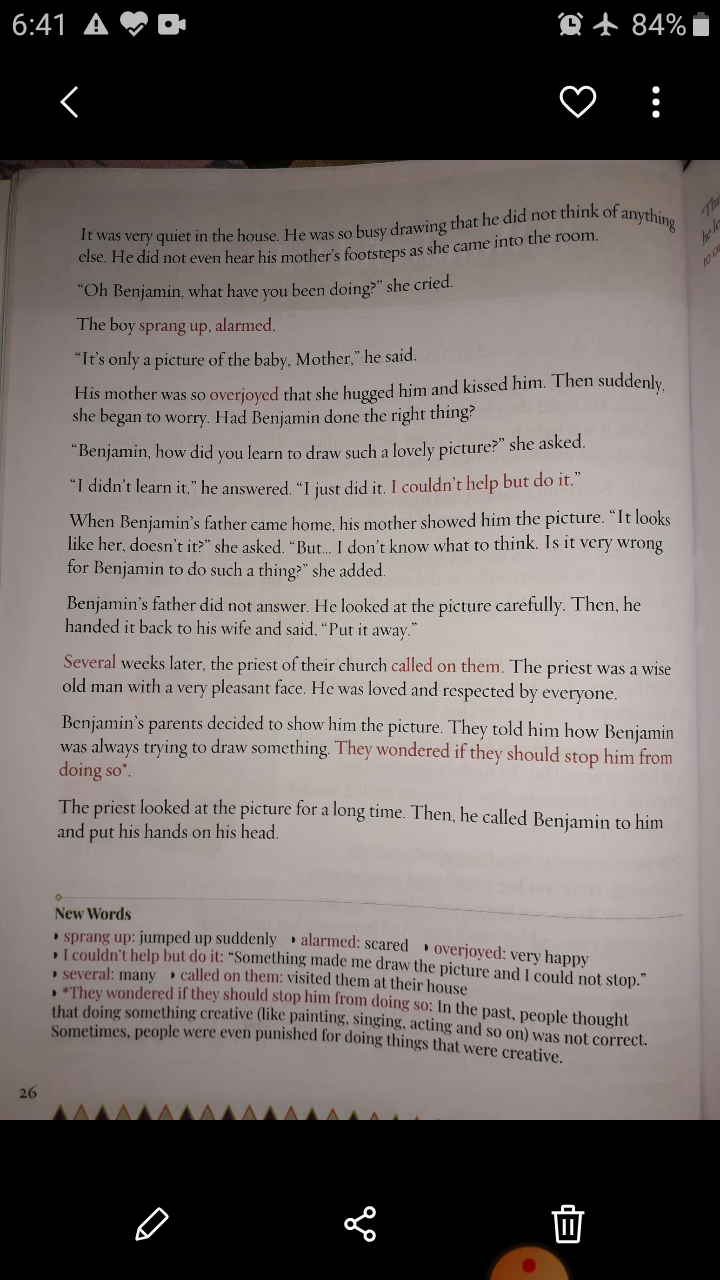 6:41
84%
It was very quiet in the house. He was so busy drawing that he did not think of anything
else. He did not even hear his mother's footsteps as she came into the room.
“Oh Benjamin, what have you been doing?” she cried.
The boy sprang up, alarmed.
“It's only a picture of the baby, Mother,” he said.
His mother was so overjoyed that she hugged him and kissed him. Then suddenly,
she began to worry. Had Benjamin done the right thing?
“Benjamin, how did you learn to draw such a lovely picture?” she asked.
“I didn't learn it,” he answered. “I just did it. I couldn't help but do it.”
When Benjamin's father came home, his mother showed him the picture. “It looks
like her, doesn't it?” she asked. “But... I don't know what to think. Is it very wrong
for Benjamin to do such a thing?” she added.
Benjamin's father did not answer. He looked at the picture carefully. Then, he
handed it back to his wife and said, “Put it away.”
Several weeks later, the priest of their church called on them. The priest was a wise
old man with a very pleasant face. He was loved and respected by everyone.
Benjamin's parents decided to show him the picture. They told him how Benjamin
was always trying to draw something. They wondered if they should stop him from
doing so*.
The priest looked at the picture for a long time. Then, he called Benjamin to him
and put his hands on his head.
New Words
‣ sprang up: jumped up suddenly ‣ alarmed: scared ‣ overjoyed: very happy
‣ I couldn't help but do it: “Something made me draw the picture and I could not stop.”
‣ several: many ‣ called on them: visited them at their house
‣ *They wondered if they should stop him from doing so: In the past, people thought
that doing something creative (like painting, singing, acting and so on) was not correct.
Sometimes, people were even punished for doing things that were creative.
26